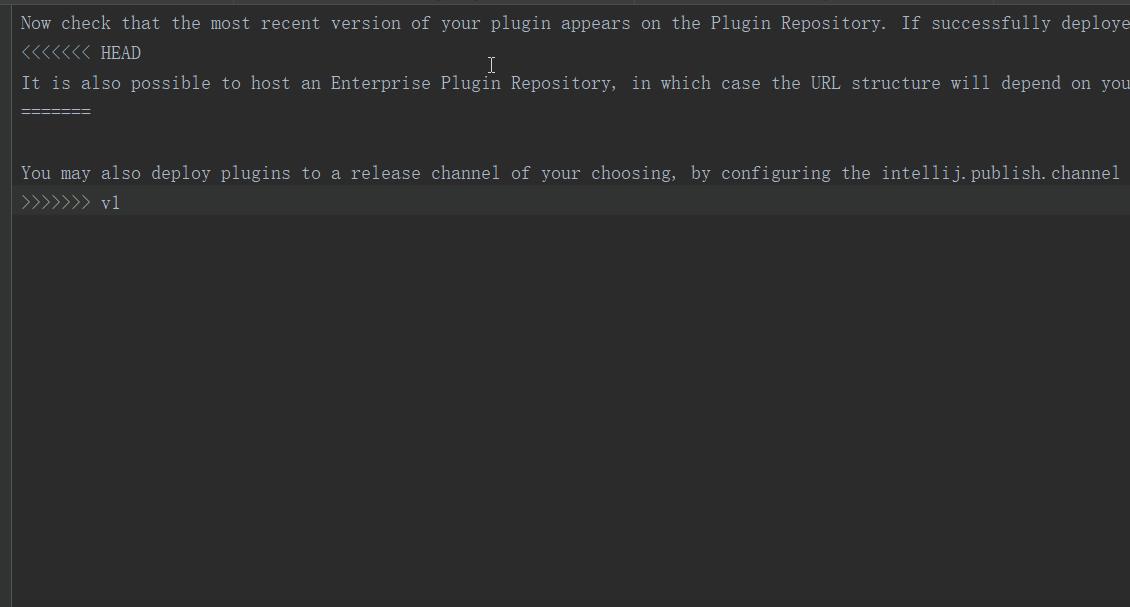 Now check that the most recent version of your plugin appears on the Plugin Repository. If successfully deploye
<<<<<<< HEAD
It is also possible to host an Enterprise Plugin Repository, in which case the URL structure will depend on you
=======
You may also deploy plugins to a release channel of your choosing, by configuring the intellij.publish.channel
>>>>>>> v1